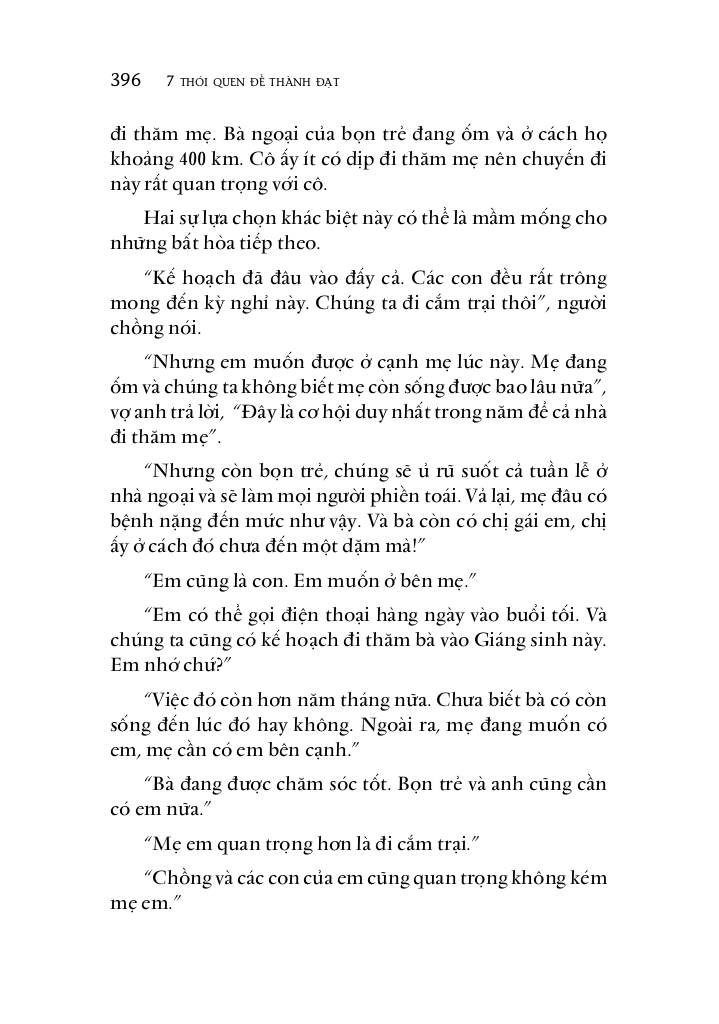 396 7 THÓI QUEN ĐỂ THÀNH ĐẠT
đi thăm mẹ. Bà ngoại của bọn trẻ đang ốm và ở cách họ
khoảng 400 km. Cô ấy ít có dịp đi thăm mẹ nên chuyến đi
này rất quan trọng với cô.
Hai sự lựa chọn khác biệt này có thể là mầm mống cho
những bất hòa tiếp theo.
“Kế hoạch đã đâu vào đấy cả. Các con đều rất trông
mong đến kỳ nghỉ này. Chúng ta đi cắm trại thôi”, người
chồng nói.
“Nhưng em muốn được ở cạnh mẹ lúc này. Mẹ đang
ốm và chúng ta không biết mẹ còn sống được bao lâu nữa”,
vợ anh trả lời, “Đây là cơ hội duy nhất trong năm để cả nhà
đi thăm mẹ”.
“Nhưng còn bọn trẻ, chúng sẽ ủ rũ suốt cả tuần lễ ở
nhà ngoại và sẽ làm mọi người phiền toái. Vả lại, mẹ đâu có
bệnh nặng đến mức như vậy. Và bà còn có chị gái em, chị
ấy ở cách đó chưa đến một dặm mà!”
“Em cũng là con. Em muốn ở bên mẹ.”
“Em có thể gọi điện thoại hàng ngày vào buổi tối. Và
chúng ta cũng có kế hoạch đi thăm bà vào Giáng sinh này.
Em nhớ chứ?”
“Việc đó còn hơn năm tháng nữa. Chưa biết bà có còn
sống đến lúc đó hay không. Ngoài ra, mẹ đang muốn có
em, mẹ cần có em bên cạnh.”
“Bà đang được chăm sóc tốt. Bọn trẻ và anh cũng cần
có em nữa.”
“Mẹ em quan trọng hơn là đi cắm trại.”
“Chồng và các con của em cũng quan trọng không kém
mẹ em.”